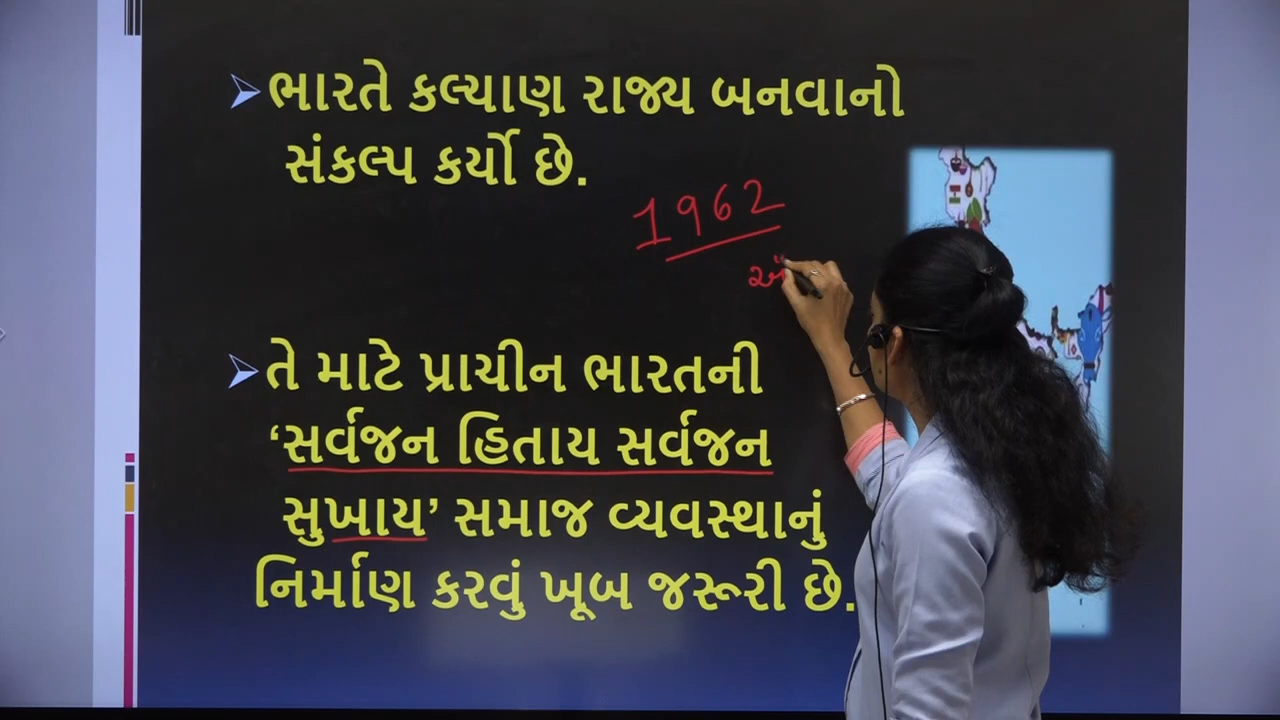 ભારતે કલ્યાણ રાજ્ય બનવાનો
સંકલ્પ કર્યો છે.
1962
તે માટે પ્રાચીન ભારતની
‘સર્વજન હિતાય સર્વજન
સુખાય’ સમાજ વ્યવસ્થાનું
નિર્માણ કરવું ખૂબ જરૂરી છે.